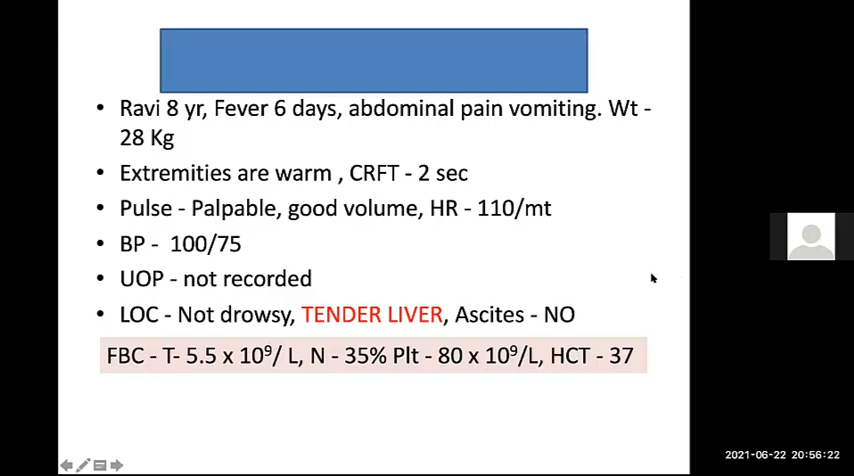 • Ravi 8 yr, Fever 6 days, abdominal pain vomiting. Wt -
28 Kg
• Extremities are warm , CRFT - 2 sec
• Pulse - Palpable, good volume, HR - 110/mt
• BP - 100/75
• UOP - not recorded
• LOC - Not drowsy, TENDER LIVER, Ascites - NO
FBC - T- 5.5 x 10⁹/ L, N - 35% Plt - 80 x 10⁹/L, HCT - 37
2021-06-22 20:56:22